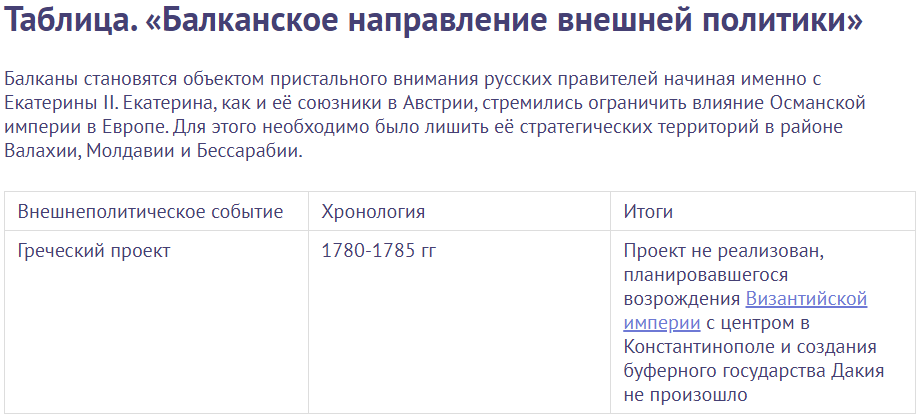 Таблица. «Балканское направление внешней политики»
Балканы становятся объектом пристального внимания русских правителей начиная именно с
Екатерины II. Екатерина, как и её союзники в Австрии, стремились ограничить влияние Османской
империи в Европе. Для этого необходимо было лишить её стратегических территорий в районе
Валахии, Молдавии и Бессарабии.
Внешнеполитическое событие
Хронология
Итоги
Греческий проект
1780-1785 гг
Проект не реализован,
планировавшегося
возрождения Византийской
империи с центром в
Константинополе и создания
буферного государства Дакия
не произошло